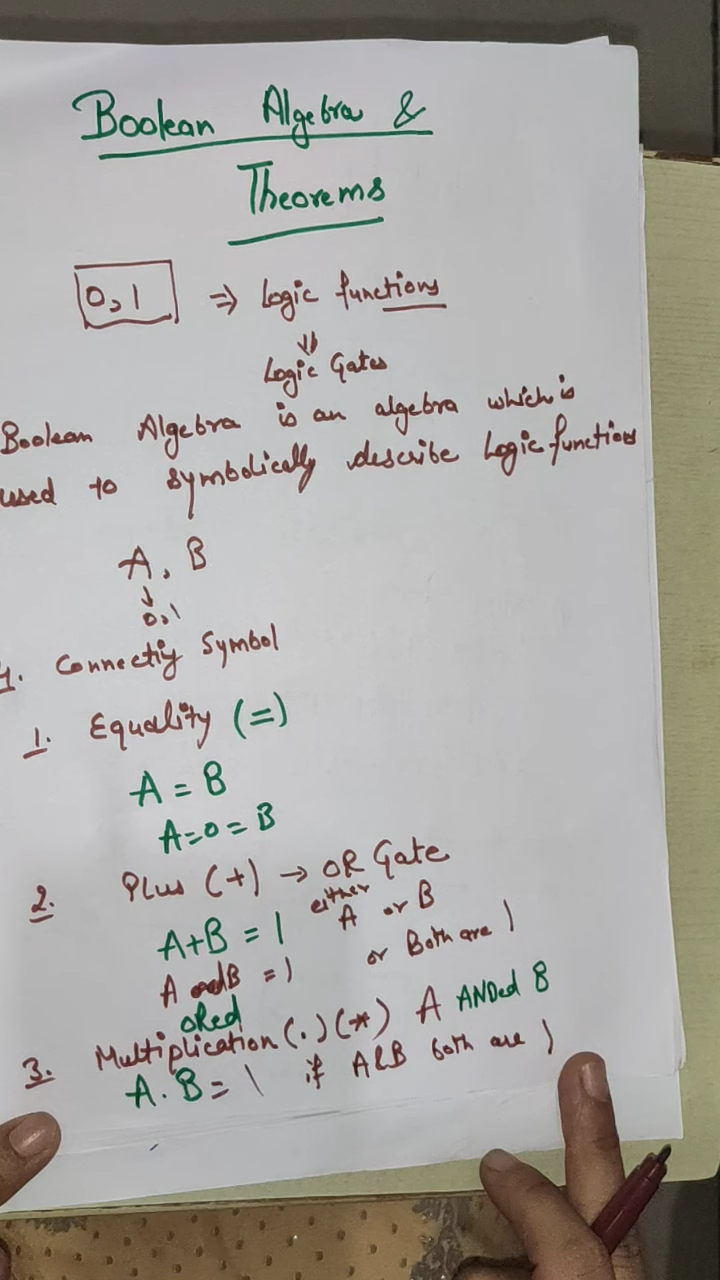 Boolean Algebra &
Theorems
0,1 ⇒ Logic functions
⇓
Logic Gates
Boolean Algebra is an algebra which is
used to symbolically describe Logic functions
A, B
↓
0,1
Connectig Symbol
1. Equality (=)
A = B
A=0=B
2. Plus (+) → OR Gate
A+B = 1 either A or B
A B = 1 or Both are 1
ORed
3. Multiplication (.) (*) A ANDed B
A.B = 1 if A&B both are 1